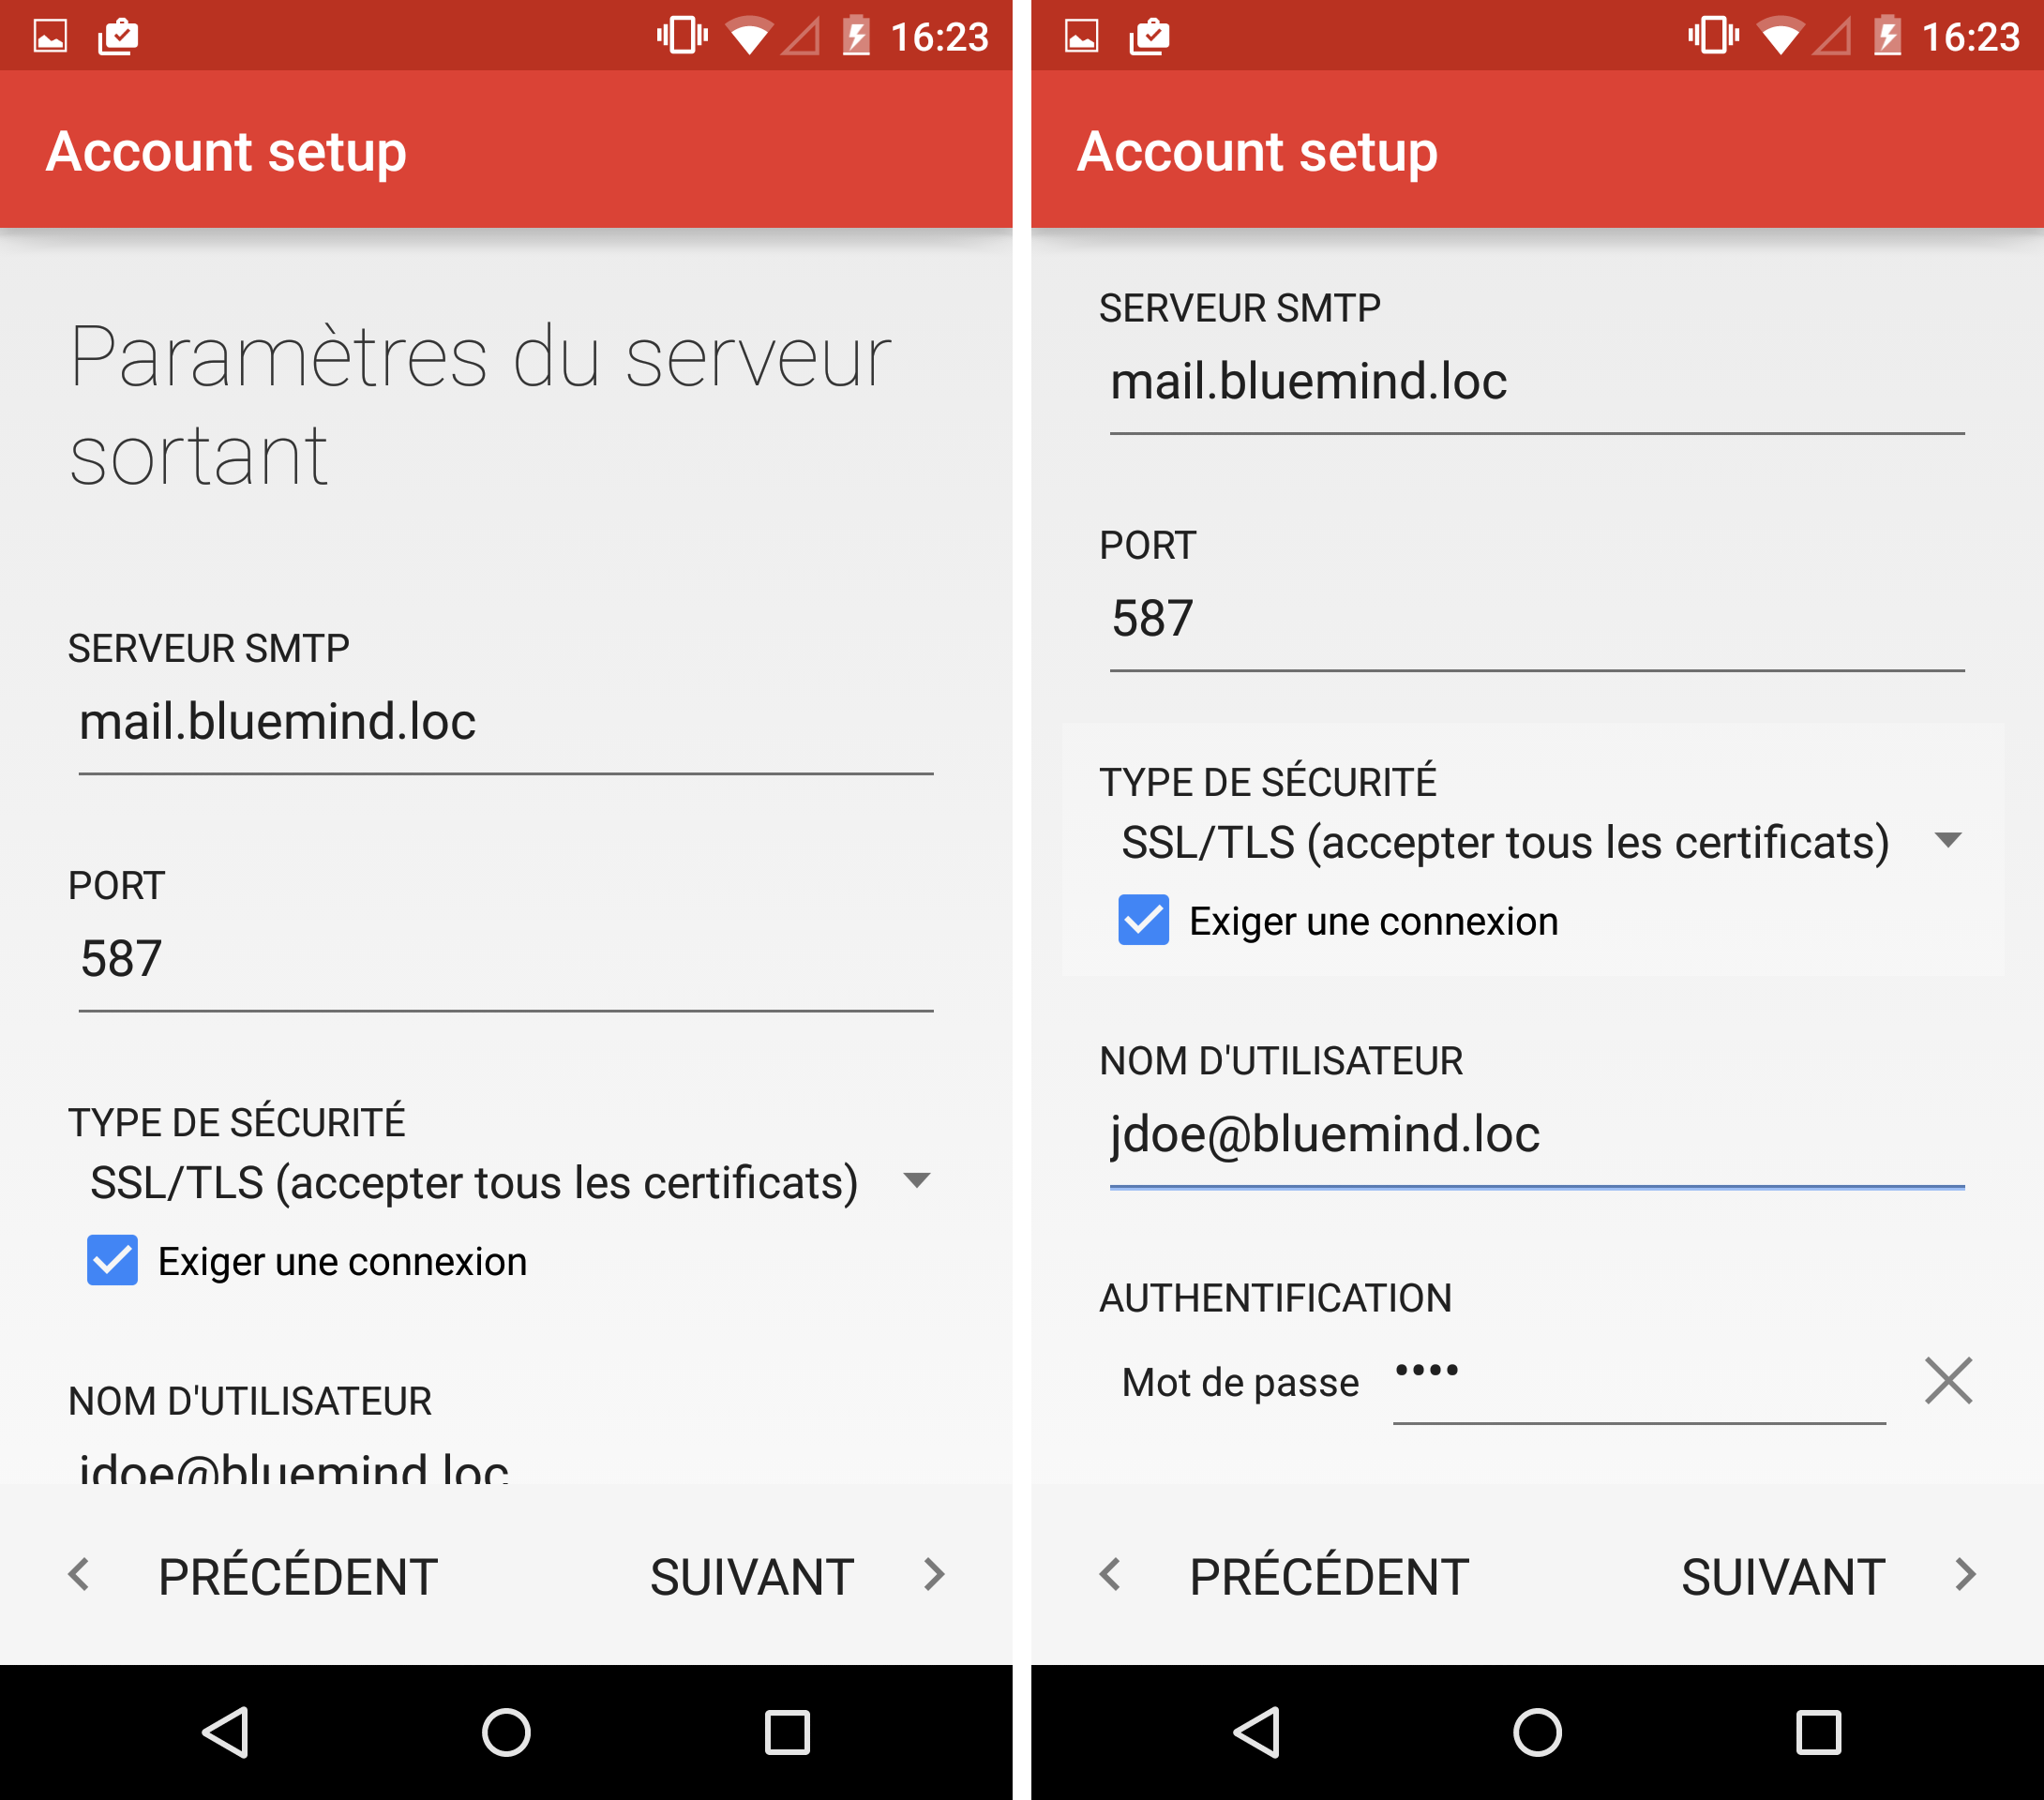 16:23
Account setup
Paramètres du serveur
sortant
SERVEUR SMTP
mail.bluemind.loc
PORT
587
TYPE DE SÉCURITÉ
SSL/TLS (accepter tous les certificats)
Exiger une connexion
NOM D'UTILISATEUR
jdoe@bluemind.loc
PRÉCÉDENT
SUIVANT
16:23
Account setup
SERVEUR SMTP
mail.bluemind.loc
PORT
587
TYPE DE SÉCURITÉ
SSL/TLS (accepter tous les certificats)
Exiger une connexion
NOM D'UTILISATEUR
jdoe@bluemind.loc
AUTHENTIFICATION
Mot de passe ••••
PRÉCÉDENT
SUIVANT